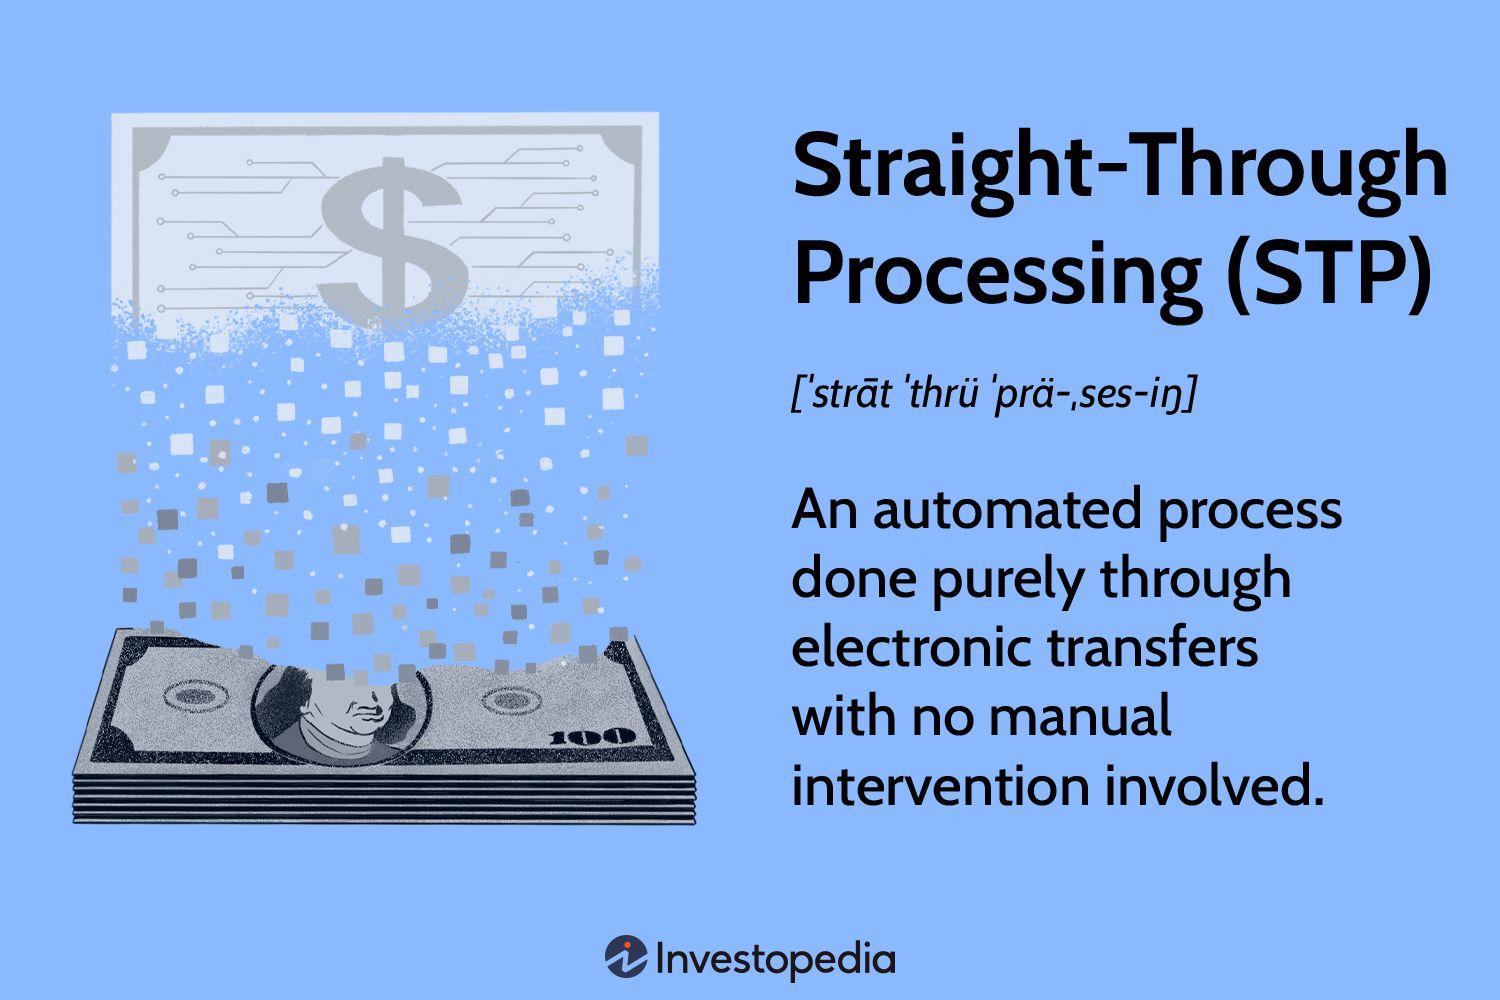 Straight-Through
Processing (STP)
[ˈstrāt ˈthrü ˈprä-ˌses-iŋ]
An automated process
done purely through
electronic transfers
with no manual
intervention involved.
100
Investopedia